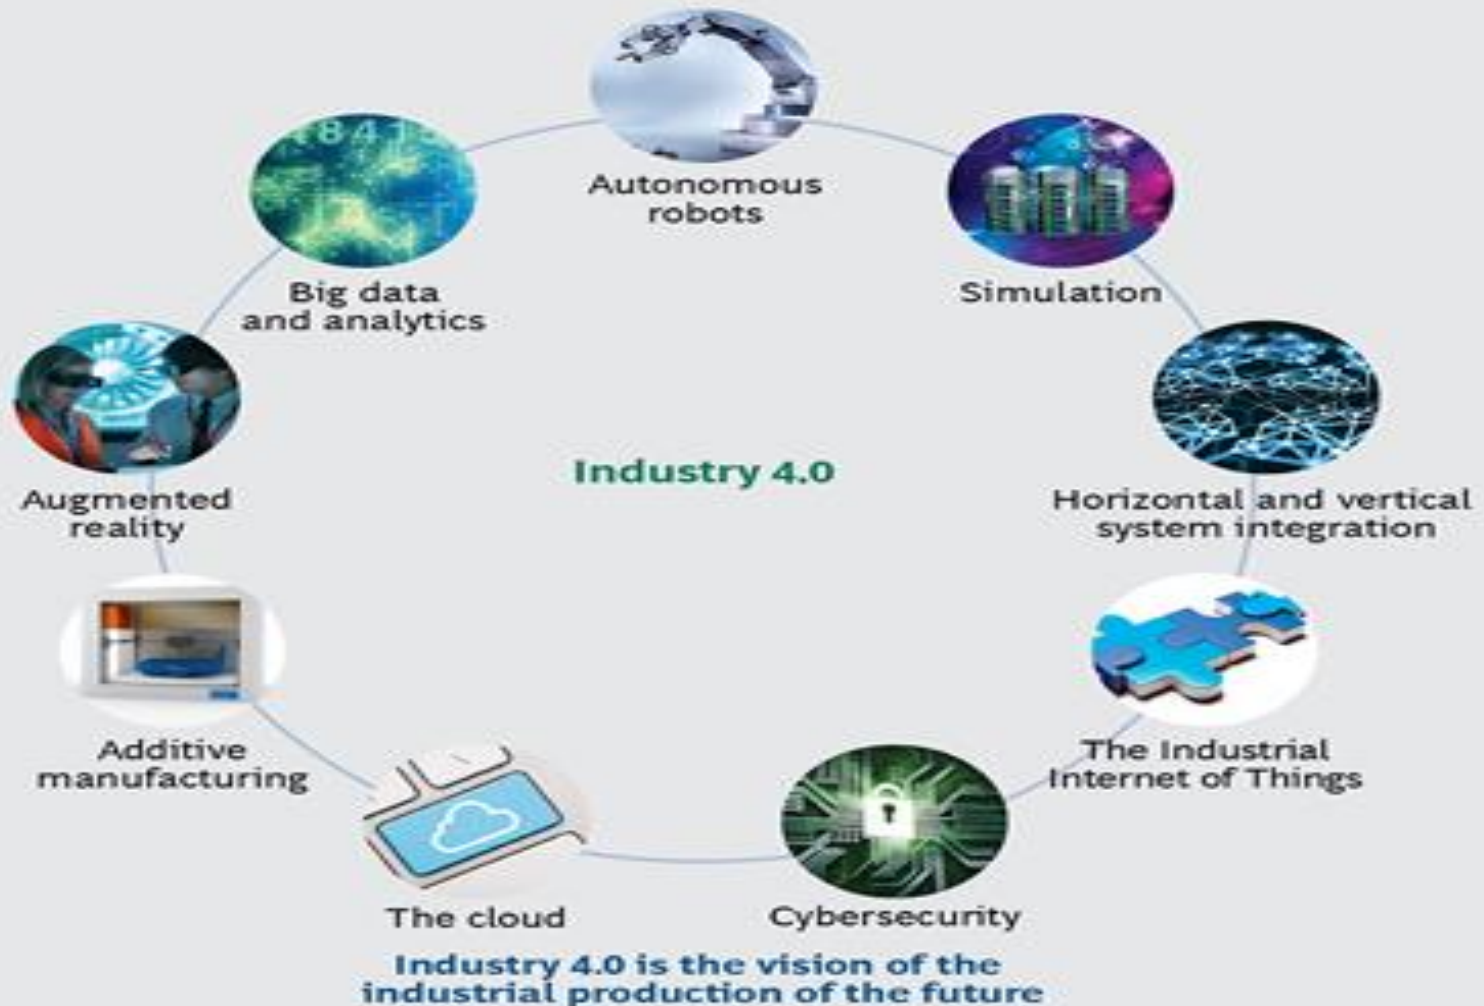 Autonomous
robots
Big data
and analytics
Simulation
Augmented
reality
Industry 4.0
Horizontal and vertical
system integration
Additive
manufacturing
The Industrial
Internet of Things
The cloud
Cybersecurity
Industry 4.0 is the vision of the
industrial production of the future